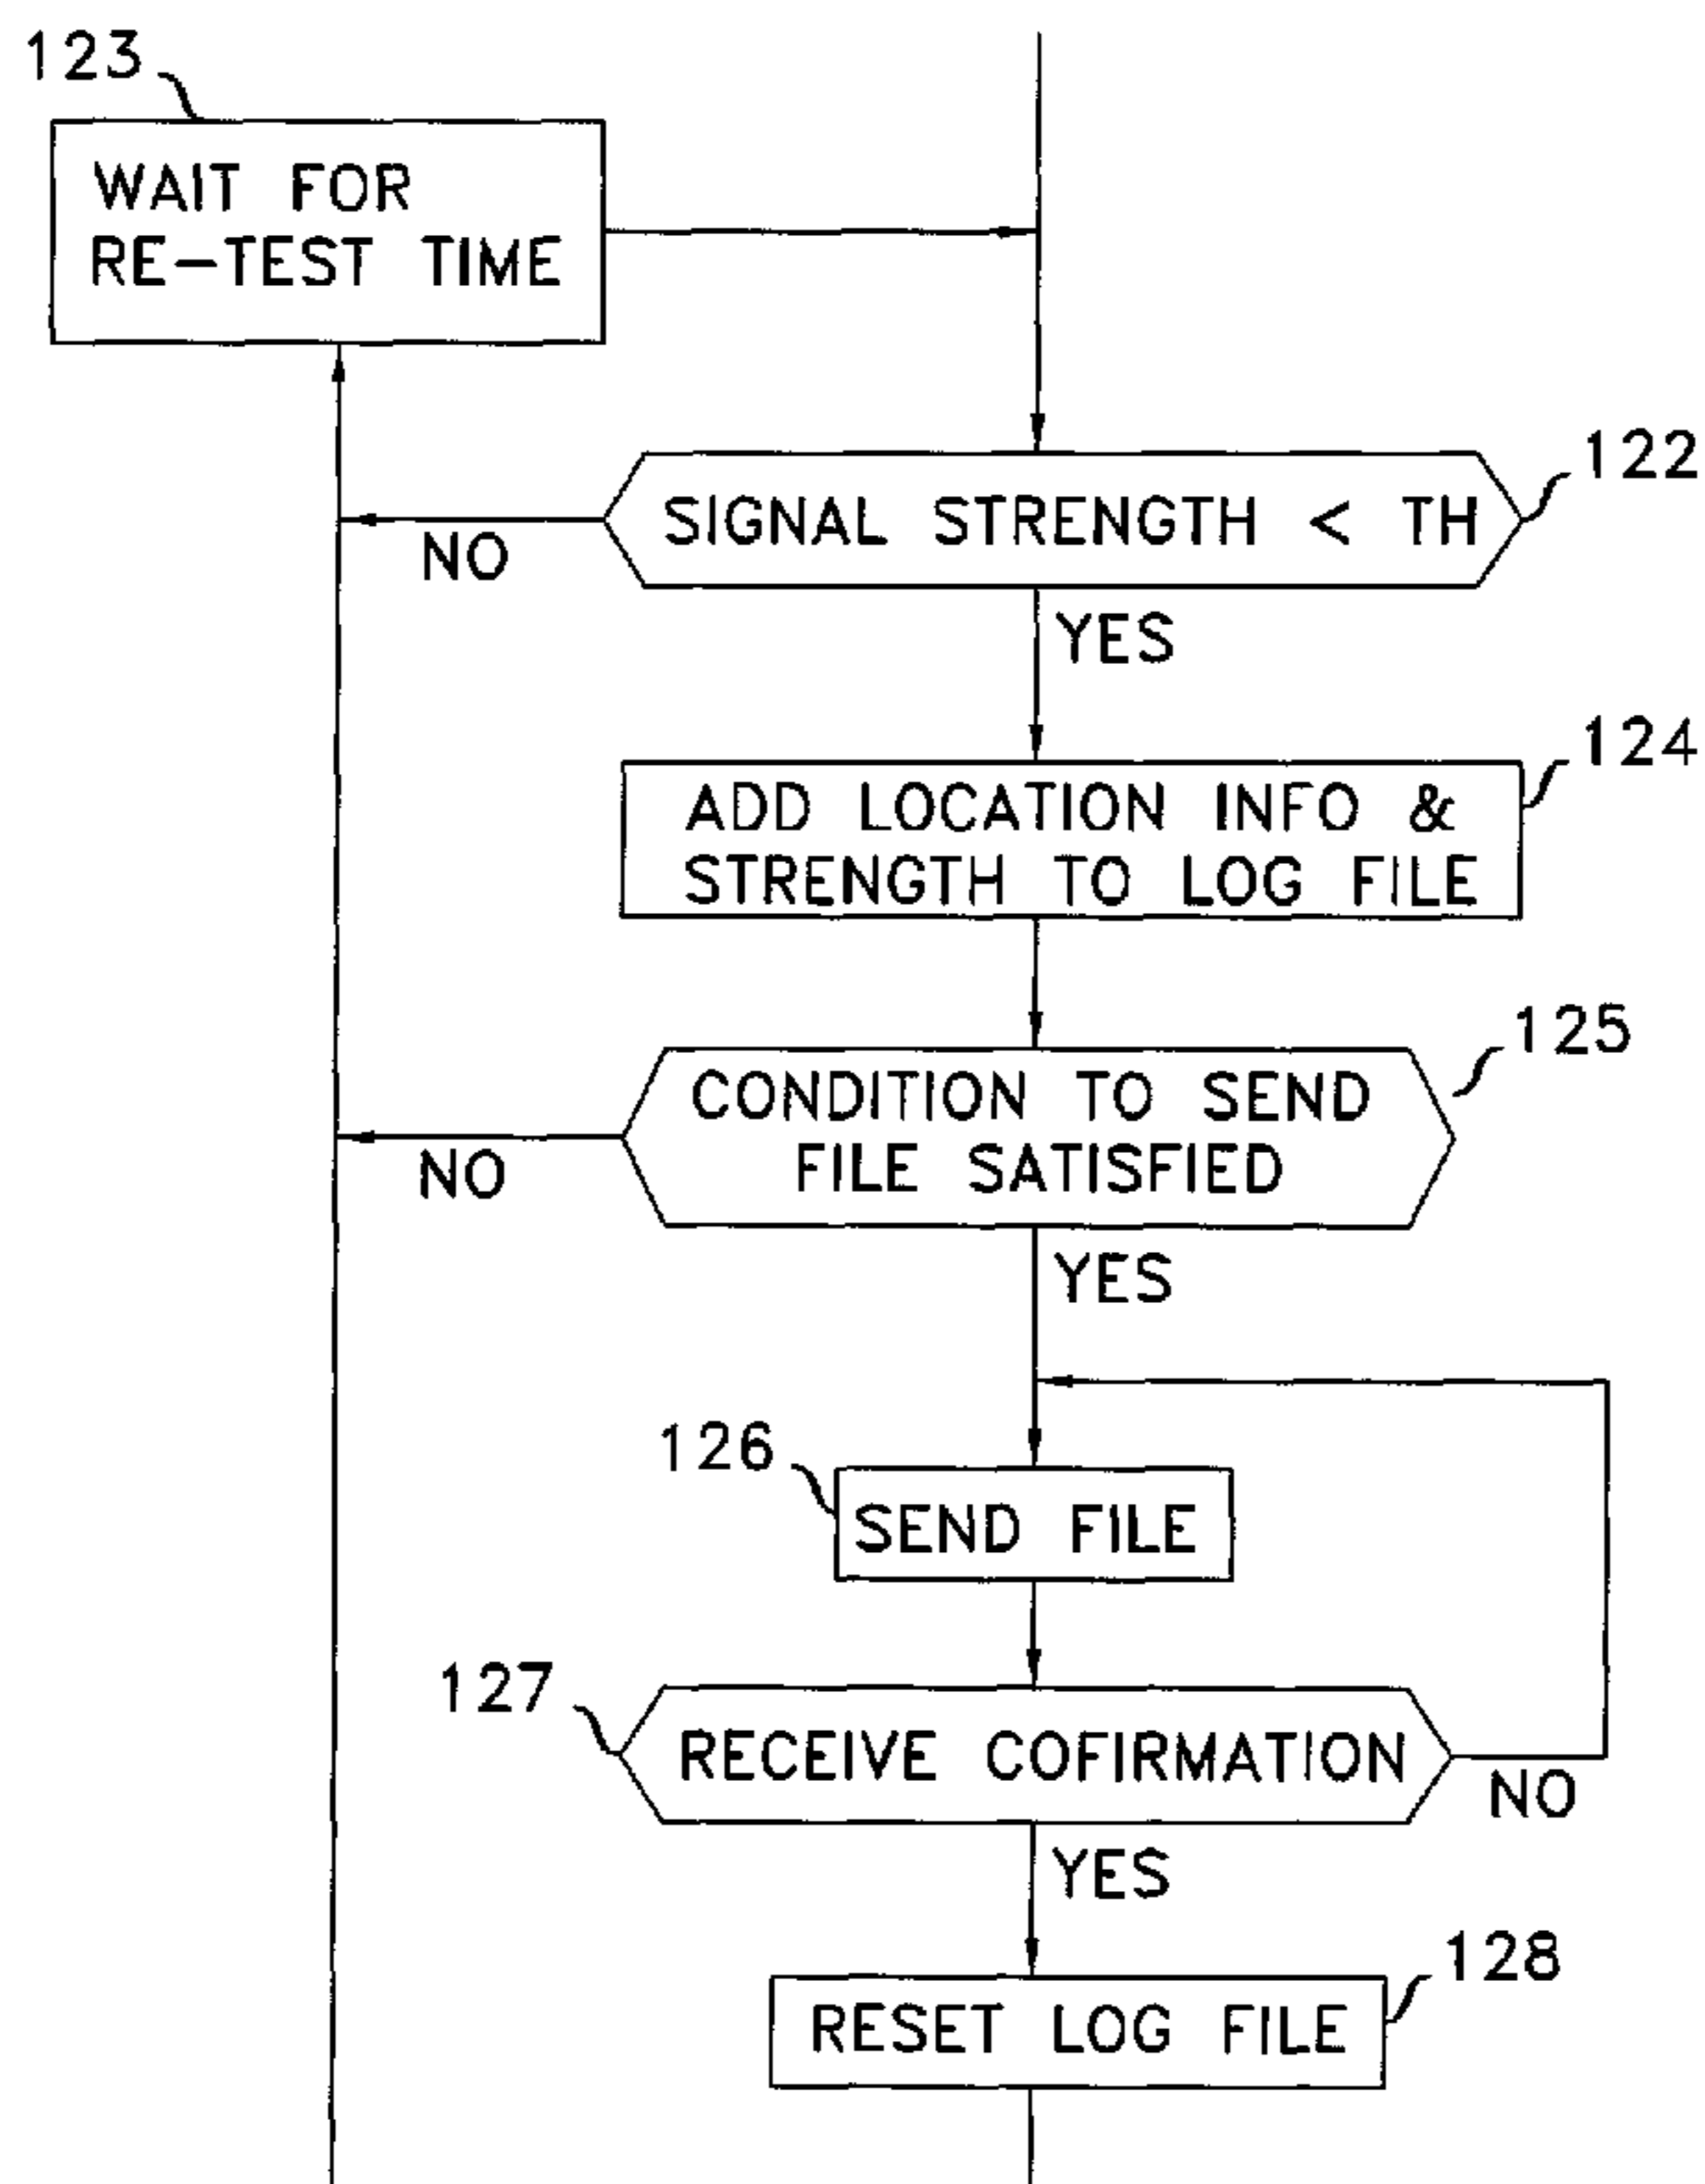 123
WAIT FOR
RE-TEST TIME
122
SIGNAL STRENGTH < TH
NO
YES
124
ADD LOCATION INFO &
STRENGTH TO LOG FILE
125
CONDITION TO SEND
FILE SATISFIED
NO
YES
126
SEND FILE
127
RECEIVE COFIRMATION
NO
YES
128
RESET LOG FILE